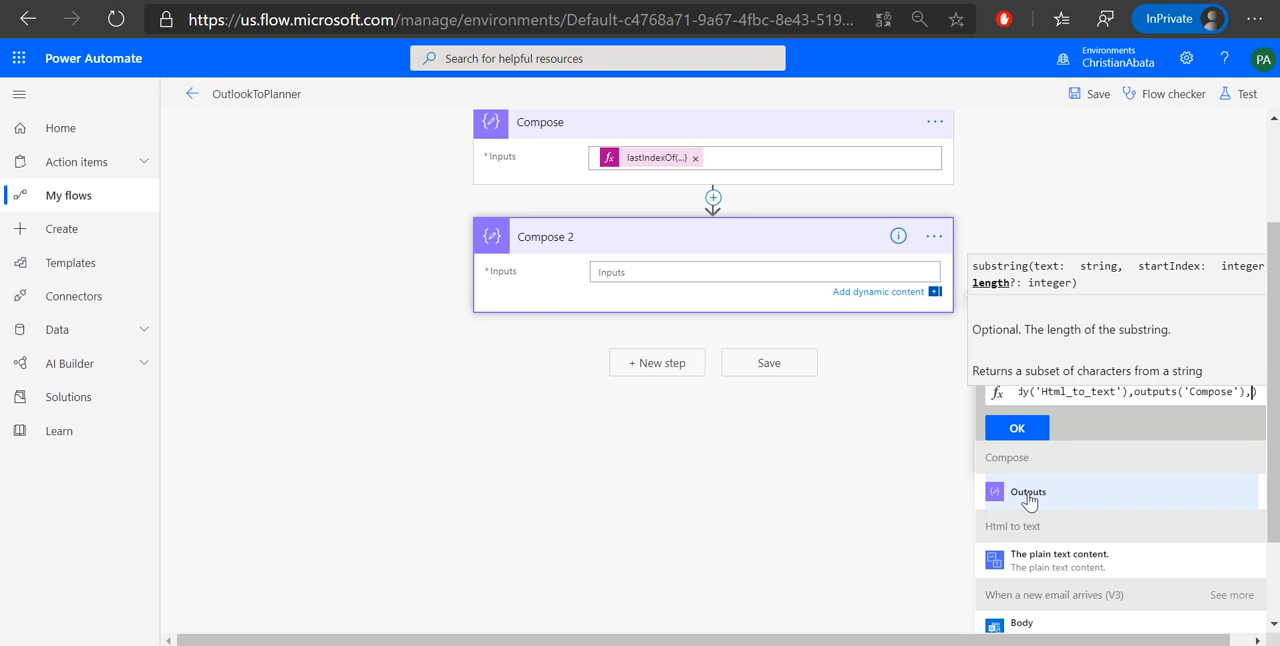 https://us.flow.microsoft.com/manage/environments/Default-c4768a71-9a67-4fbc-8e43-519...
InPrivate
Power Automate
Search for helpful resources
Environments
ChristianAbata
PA
OutlookToPlanner
Save
Flow checker
Test
Home
Action items
My flows
Create
Templates
Connectors
Data
AI Builder
Solutions
Learn
Compose
* Inputs
fx lastIndexOf(...) ×
Compose 2
* Inputs
Inputs
Add dynamic content
+ New step
Save
substring(text: string, startIndex: integer
length?: integer)
Optional. The length of the substring.
Returns a subset of characters from a string
fx dy('Html_to_text'),outputs('Compose'),)
OK
Compose
Outputs
Html to text
The plain text content.
The plain text content.
When a new email arrives (V3)
See more
Body